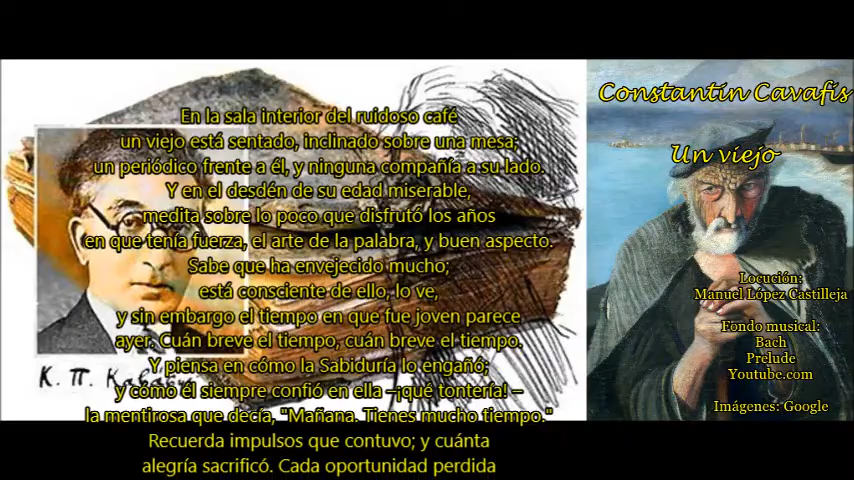 En la sala interior del ruidoso café
un viejo está sentado, inclinado sobre una mesa;
un periódico frente a él, y ninguna compañía a su lado.
Y en el desdén de su edad miserable,
medita sobre lo poco que disfrutó los años
en que tenía fuerza, el arte de la palabra, y buen aspecto.
Sabe que ha envejecido mucho;
está consciente de ello, lo ve,
y sin embargo el tiempo en que fue joven parece
ayer. Cuán breve el tiempo, cuán breve el tiempo.
Y piensa en cómo la Sabiduría lo engañó;
y cómo él siempre confió en ella –¡qué tontería! –
la mentirosa que decía, "Mañana. Tienes mucho tiempo."
Recuerda impulsos que contuvo; y cuánta
alegría sacrificó. Cada oportunidad perdida
К. П.
Constantín Cavafis
Un viejo
Locución:
Manuel López Castilleja
Fondo musical:
Bach
Prelude
Youtube.com
Imágenes: Google